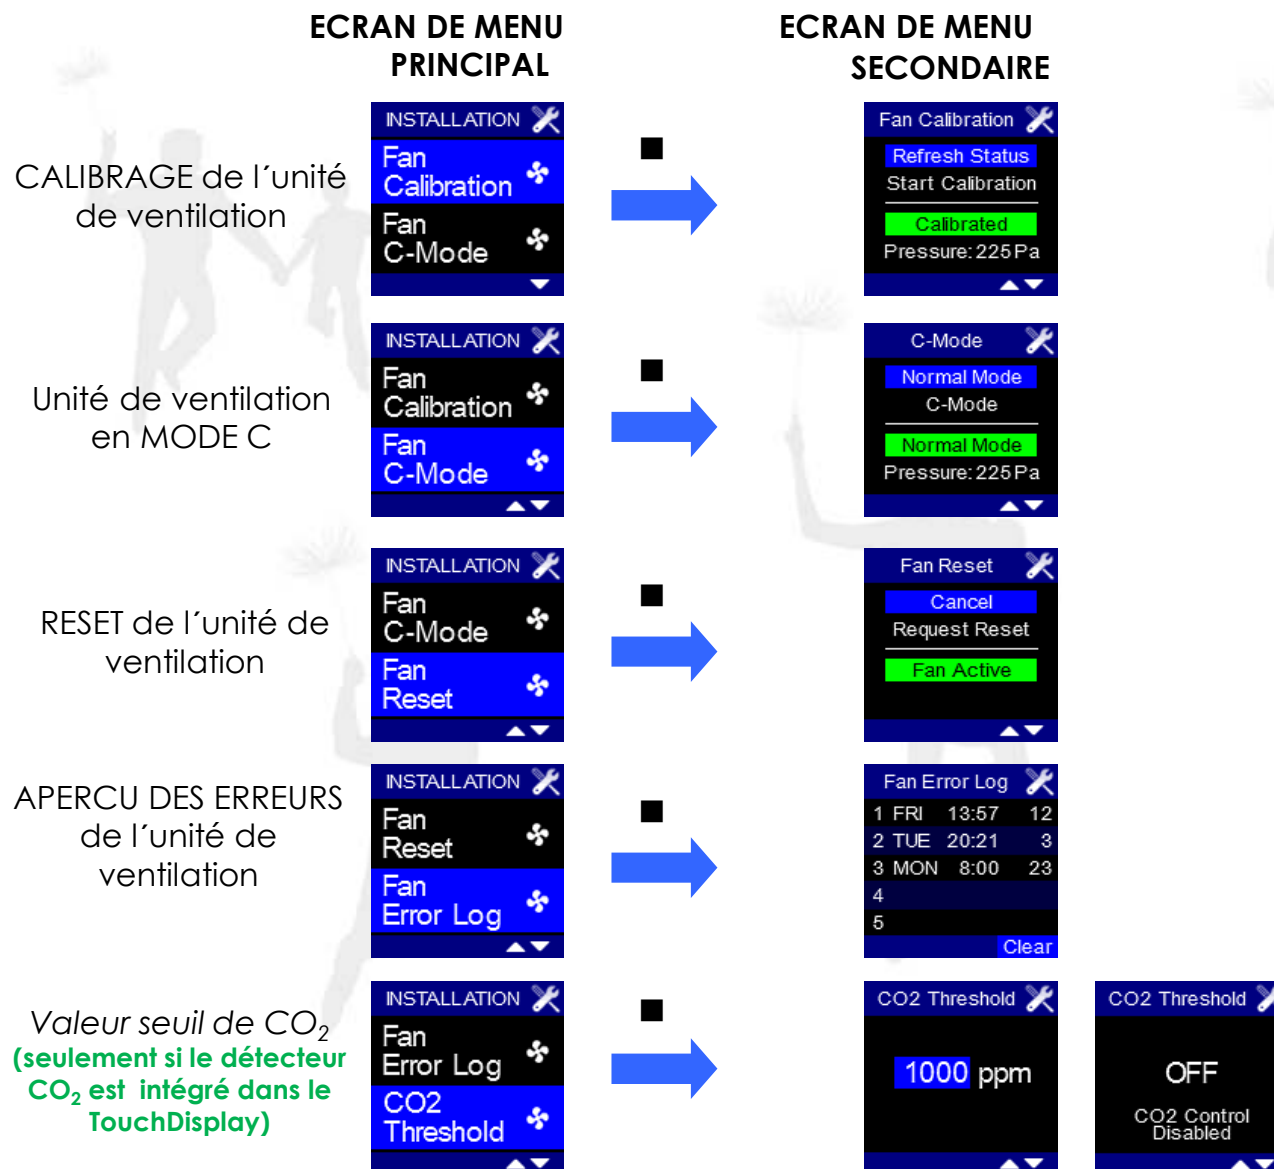 ECRAN DE MENU
PRINCIPAL
ECRAN DE MENU
SECONDAIRE
CALIBRAGE de l´unité
de ventilation
INSTALLATION
Fan
Calibration
Fan
C-Mode
Fan Calibration
Refresh Status
Start Calibration
Calibrated
Pressure: 225 Pa
Unité de ventilation
en MODE C
INSTALLATION
Fan
Calibration
Fan
C-Mode
C-Mode
Normal Mode
C-Mode
Normal Mode
Pressure: 225 Pa
RESET de l´unité de
ventilation
INSTALLATION
Fan
C-Mode
Fan
Reset
Fan Reset
Cancel
Request Reset
Fan Active
APERCU DES ERREURS
de l´unité de
ventilation
INSTALLATION
Fan
Reset
Fan
Error Log
Fan Error Log
1 FRI 13:57 12
2 TUE 20:21 3
3 MON 8:00 23
4
5
Clear
Valeur seuil de CO2
(seulement si le détecteur
CO2 est intégré dans le
TouchDisplay)
INSTALLATION
Fan
Error Log
CO2
Threshold
CO2 Threshold
1000 ppm
CO2 Threshold
OFF
CO2 Control
Disabled